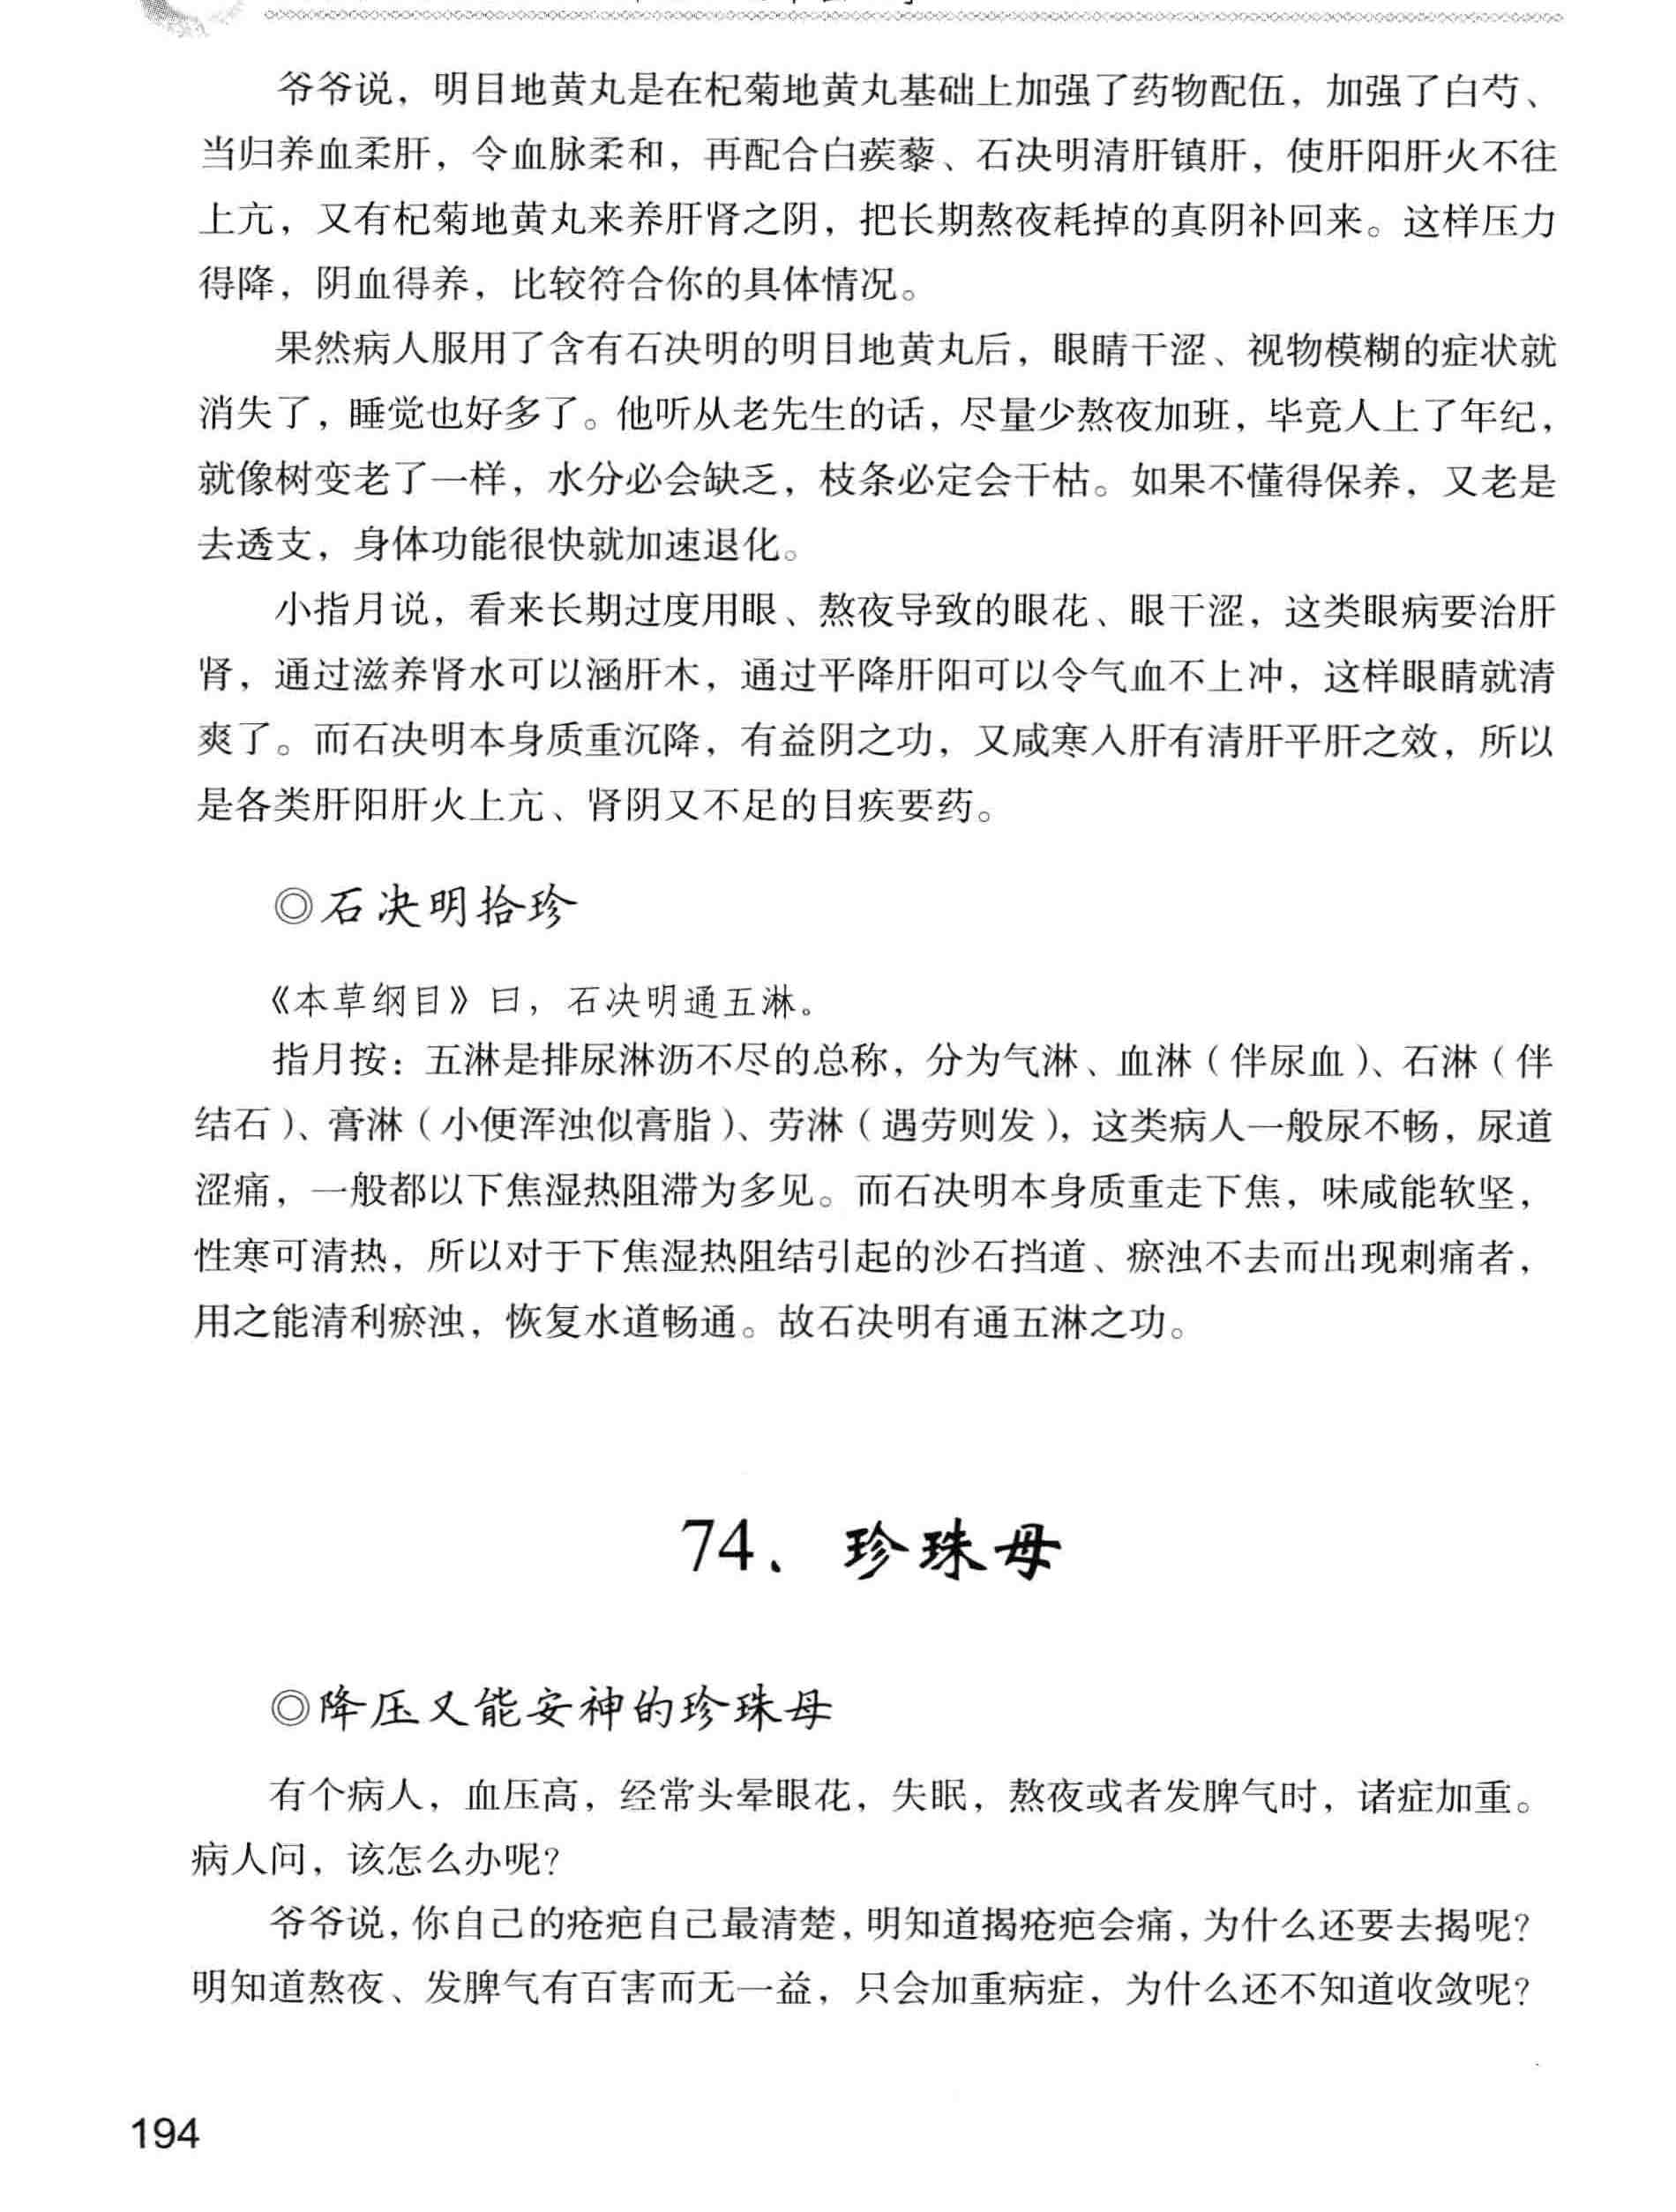 爷爷说，明目地黄丸是在杞菊地黄丸基础上加强了药物配伍，加强了白芍、
当归养血柔肝，令血脉柔和，再配合白蒺藜、石决明清肝镇肝，使肝阳肝火不往
上亢，又有杞菊地黄丸来养肝肾之阴，把长期熬夜耗掉的真阴补回来。这样压力
得降，阴血得养，比较符合你的具体情况。
果然病人服用了含有石决明的明目地黄丸后，眼睛干涩、视物模糊的症状就
消失了，睡觉也好多了。他听从老先生的话，尽量少熬夜加班，毕竟人上了年纪，
就像树变老了一样，水分必会缺乏，枝条必定会干枯。如果不懂得保养，又老是
去透支，身体功能很快就加速退化。
小指月说，看来长期过度用眼、熬夜导致的眼花、眼干涩，这类眼病要治肝
肾，通过滋养肾水可以涵肝木，通过平降肝阳可以令气血不上冲，这样眼睛就清
爽了。而石决明本身质重沉降，有益阴之功，又咸寒入肝有清肝平肝之效，所以
是各类肝阳肝火上亢、肾阴又不足的目疾要药。
◎石决明拾珍
《本草纲目》曰，石决明通五淋。
指月按：五淋是排尿淋沥不尽的总称，分为气淋、血淋（伴尿血）、石淋（伴
结石）、膏淋（小便浑浊似膏脂）、劳淋（遇劳则发），这类病人一般尿不畅，尿道
涩痛，一般都以下焦湿热阻滞为多见。而石决明本身质重走下焦，味咸能软坚，
性寒可清热，所以对于下焦湿热阻结引起的沙石挡道、瘀浊不去而出现刺痛者，
用之能清利瘀浊，恢复水道畅通。故石决明有通五淋之功。
74、珍珠母
◎降压又能安神的珍珠母
有个病人，血压高，经常头晕眼花，失眠，熬夜或者发脾气时，诸症加重。
病人问，该怎么办呢？
爷爷说，你自己的疮疤自己最清楚，明知道揭疮疤会痛，为什么还要去揭呢？
明知道熬夜、发脾气有百害而无一益，只会加重病症，为什么还不知道收敛呢？
194